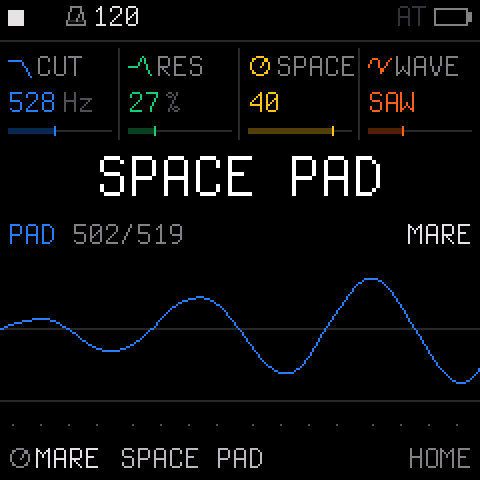 120 AT
CUT RES SPACE WAVE
528 Hz 27 % 40 SAW
SPACE PAD
PAD 502/519 MARE
MARE SPACE PAD HOME